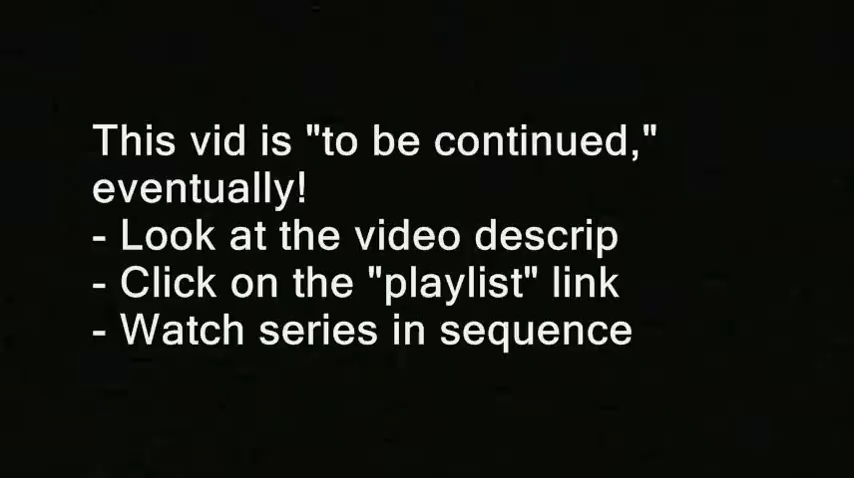 This vid is "to be continued,"
eventually!
- Look at the video descrip
- Click on the "playlist" link
- Watch series in sequence